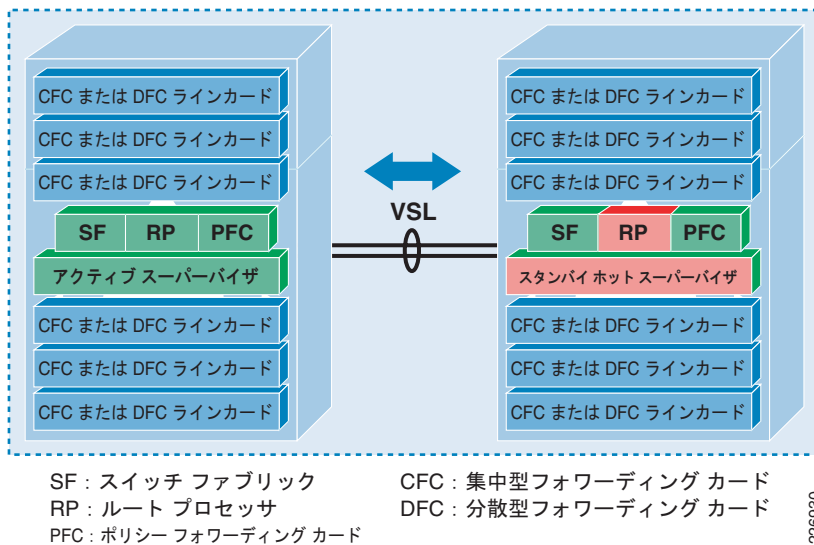 CFC または DFC ラインカード
CFC または DFC ラインカード
CFC または DFC ラインカード
SF RP PFC
アクティブ スーパーバイザ
CFC または DFC ラインカード
CFC または DFC ラインカード
CFC または DFC ラインカード
VSL
CFC または DFC ラインカード
CFC または DFC ラインカード
CFC または DFC ラインカード
SF RP PFC
スタンバイ ホット スーパーバイザ
CFC または DFC ラインカード
CFC または DFC ラインカード
CFC または DFC ラインカード
SF：スイッチ ファブリック
RP：ルート プロセッサ
PFC：ポリシー フォワーディング カード
CFC：集中型フォワーディング カード
DFC：分散型フォワーディング カード